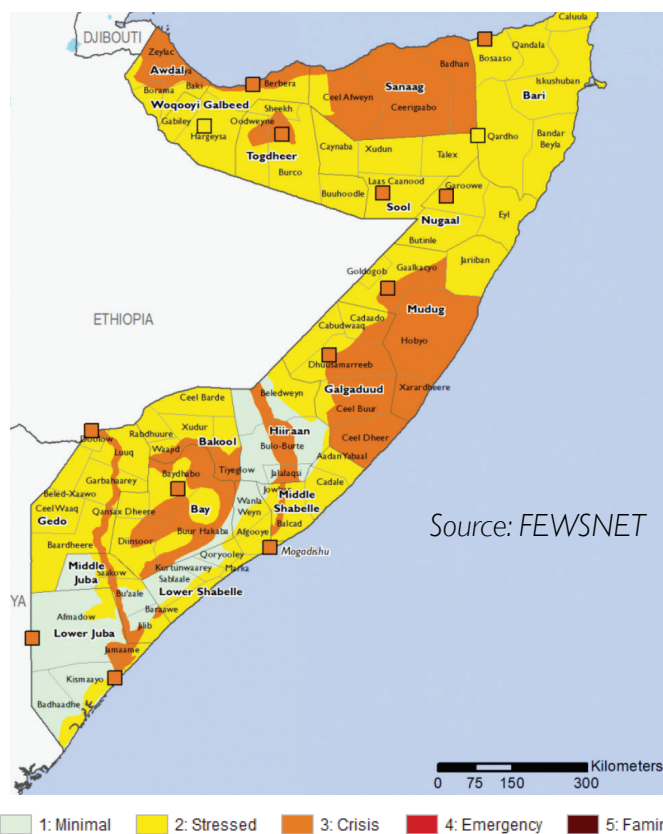 DJIBOUTI
Caluula
Zeylac
Qandala
Badhan
Bosaaso
Awdal
Iskushuban
Berbera
Sanaag
Borama
Baki
Bari
Ceel Afweyn
Woqooyi Galbeed
Sheekh
Ceerigaabo
Gabiley
Oodweyne
Hargeysa
Qardho
Bandar
Beyla
Caynaba
Xudun
Togdheer
Talex
Burco
Laas Caanood
Garoowe
Buuhoodle
Sool
Nugaal
Eyl
Butinle
Jariiban
Goldogob
Gaalkacyo
Mudug
ETHIOPIA
Cadaado
Cabudwaaq
Hobyo
Dhuusamarreeb
Galgaduud
Xarardheere
Ceel Barde
Beledweyn
Ceel Buur
Xudur
Rabdhuure
Hiiraan
Doolow
Bakool
Bulo-Burte
Ceel Dheer
Luuq
Waajid
Aadan Yabaal
Tiyeglow
Jalalaqsi
Baydhabo
Garbahaarey
Cadale
Beled-Xaawo
Middle
Shabelle
Wanla
Weyn
Ceel Waaq
Qansax Dheere
Bay
Gedo
Balcad
Source: FEWSNET
Buur Hakaba
Afgooye
Diinsoor
Baardheere
Mogadishu
Qoryooley
Middle
Juba
Kurtunwaarey
Marka
Saakow
Sablaale
Bu'aale
Lower Shabelle
YA
Baraawe
Afmadow
Jilib
Lower Juba
Jamaame
Kismaayo
Badhaadhe
Kilometers
0 75 150 300
1: Minimal 2: Stressed 3: Crisis 4: Emergency 5: Famin